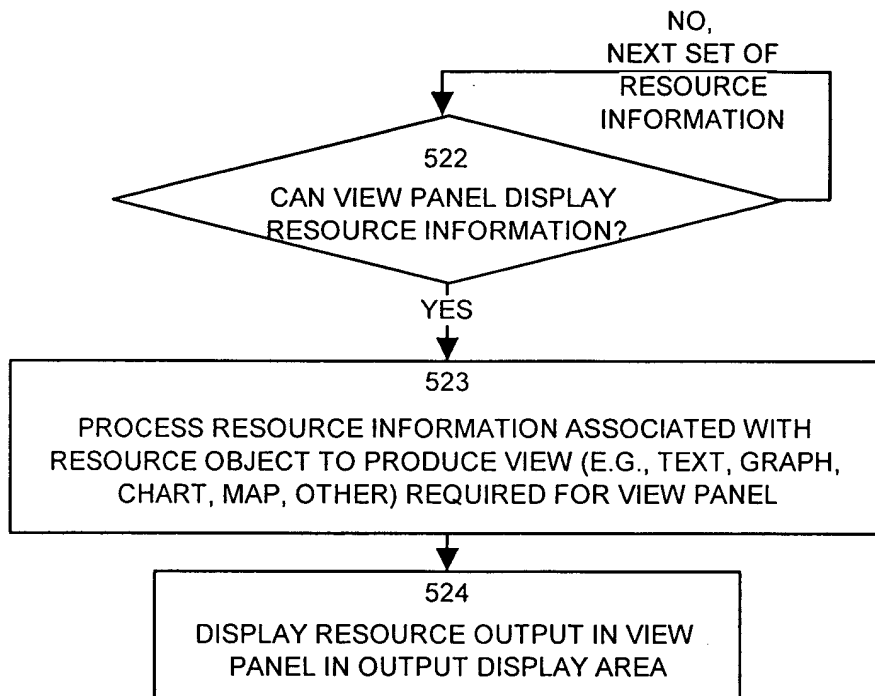 NO,
NEXT SET OF
RESOURCE
INFORMATION
522
CAN VIEW PANEL DISPLAY
RESOURCE INFORMATION?
YES
523
PROCESS RESOURCE INFORMATION ASSOCIATED WITH
RESOURCE OBJECT TO PRODUCE VIEW (E.G., TEXT, GRAPH,
CHART, MAP, OTHER) REQUIRED FOR VIEW PANEL
524
DISPLAY RESOURCE OUTPUT IN VIEW
PANEL IN OUTPUT DISPLAY AREA